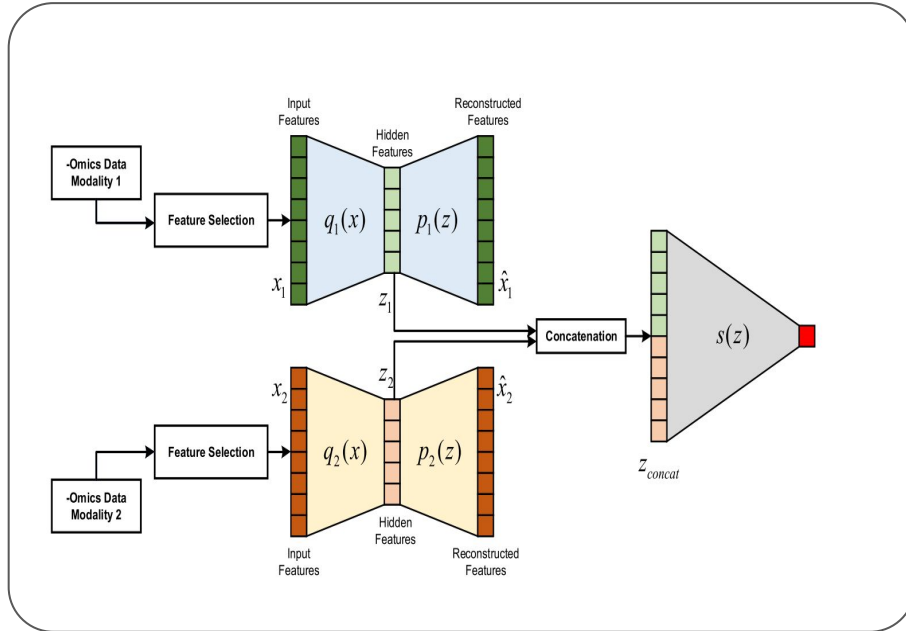 Input
Features
Reconstructed
Features
Hidden
Features
-Omics Data
Modality 1
Feature Selection
q₁(x)
p₁(z)
x₁
x̂₁
z₁
Concatenation
s(z)
z₂
x₂
x̂₂
Feature Selection
q₂(x)
p₂(z)
z_concat
-Omics Data
Modality 2
Hidden
Features
Input
Features
Reconstructed
Features